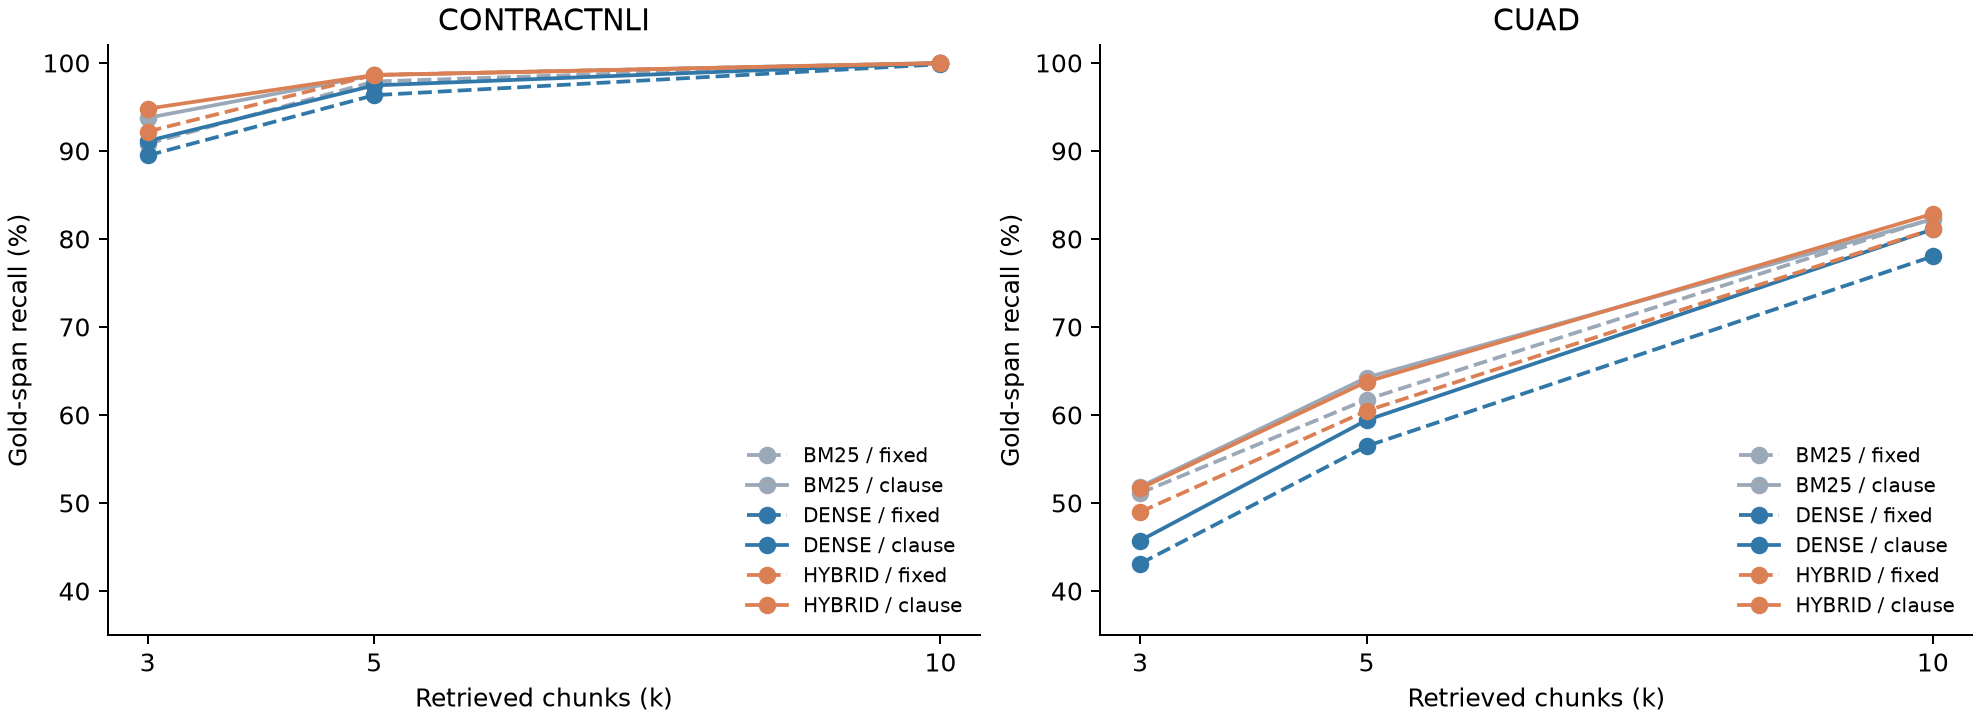 CONTRACTNLI
Gold-span recall (%)
100
90
80
70
60
50
40
3
5
10
Retrieved chunks (k)
BM25 / fixed
BM25 / clause
DENSE / fixed
DENSE / clause
HYBRID / fixed
HYBRID / clause
CUAD
Gold-span recall (%)
100
90
80
70
60
50
40
3
5
10
Retrieved chunks (k)
BM25 / fixed
BM25 / clause
DENSE / fixed
DENSE / clause
HYBRID / fixed
HYBRID / clause